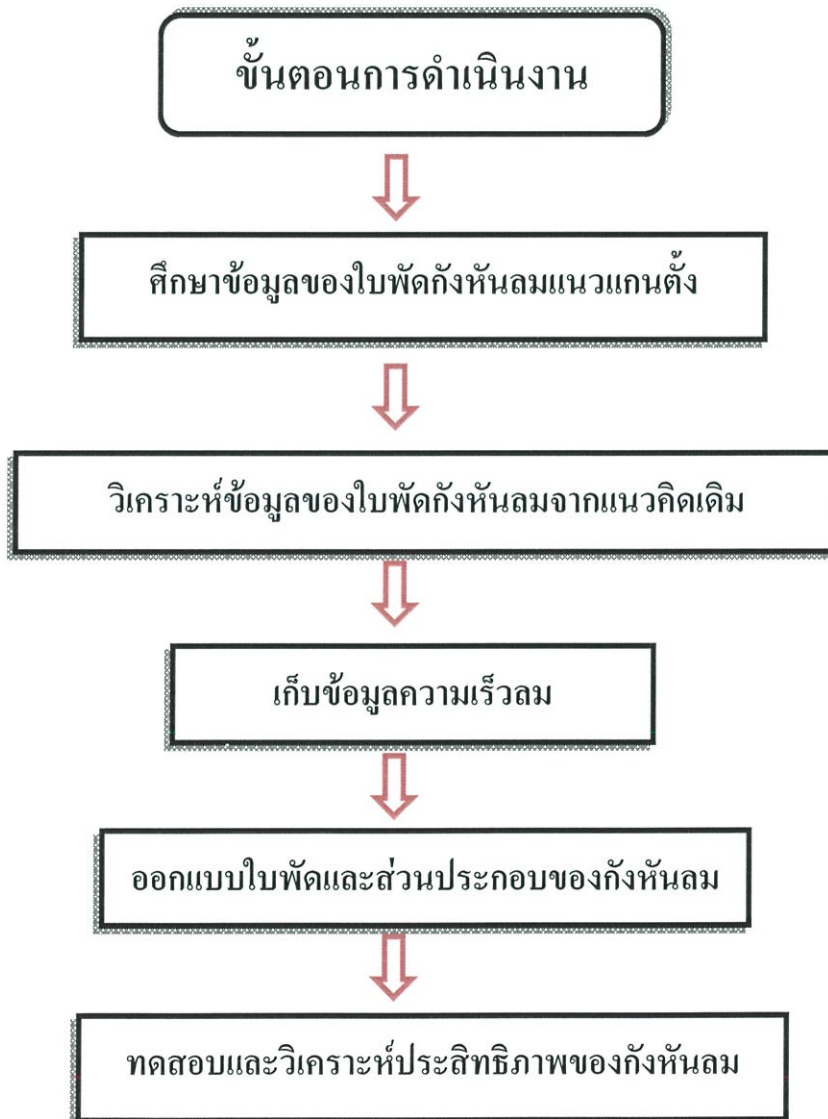 ขั้นตอนการดำเนินงาน
ศึกษาข้อมูลของใบพัดกังหันลมแนวแกนตั้ง
วิเคราะห์ข้อมูลของใบพัดกังหันลมจากแนวคิดเดิม
เก็บข้อมูลความเร็วลม
ออกแบบใบพัดและส่วนประกอบของกังหันลม
ทดสอบและวิเคราะห์ประสิทธิภาพของกังหันลม